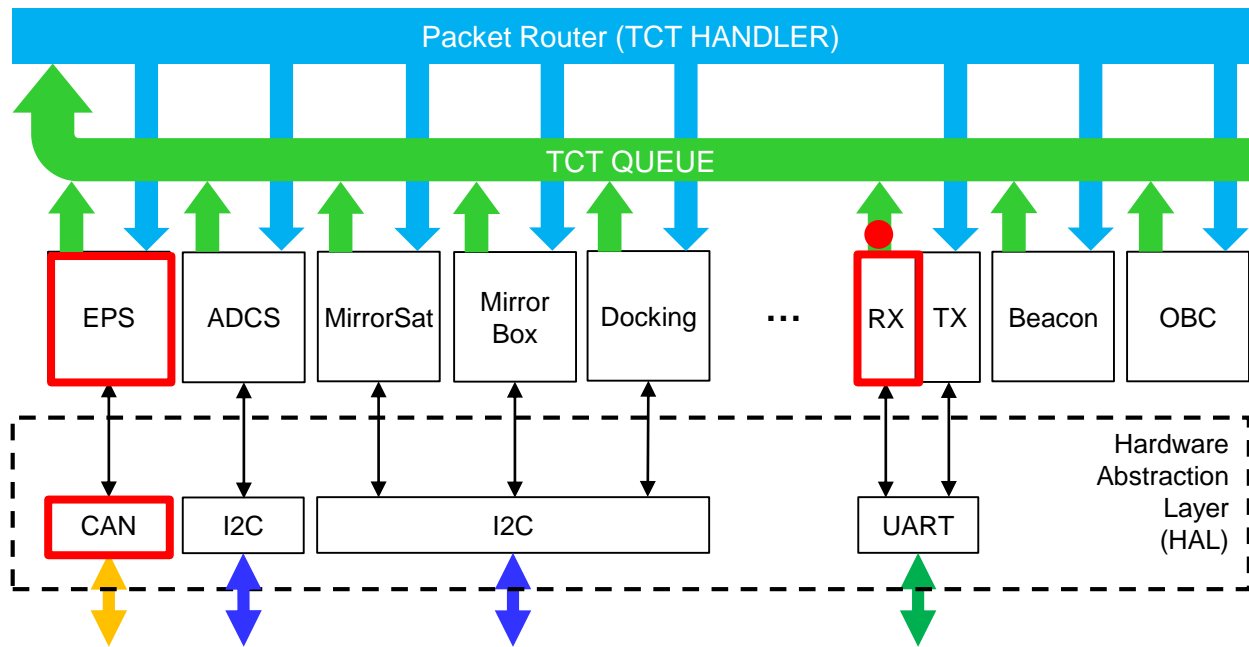 Packet Router (TCT HANDLER)
TCT QUEUE
EPS
ADCS
MirrorSat
Mirror
Box
Docking
...
RX
TX
Beacon
OBC
Hardware
Abstraction
Layer
(HAL)
CAN
I2C
I2C
UART